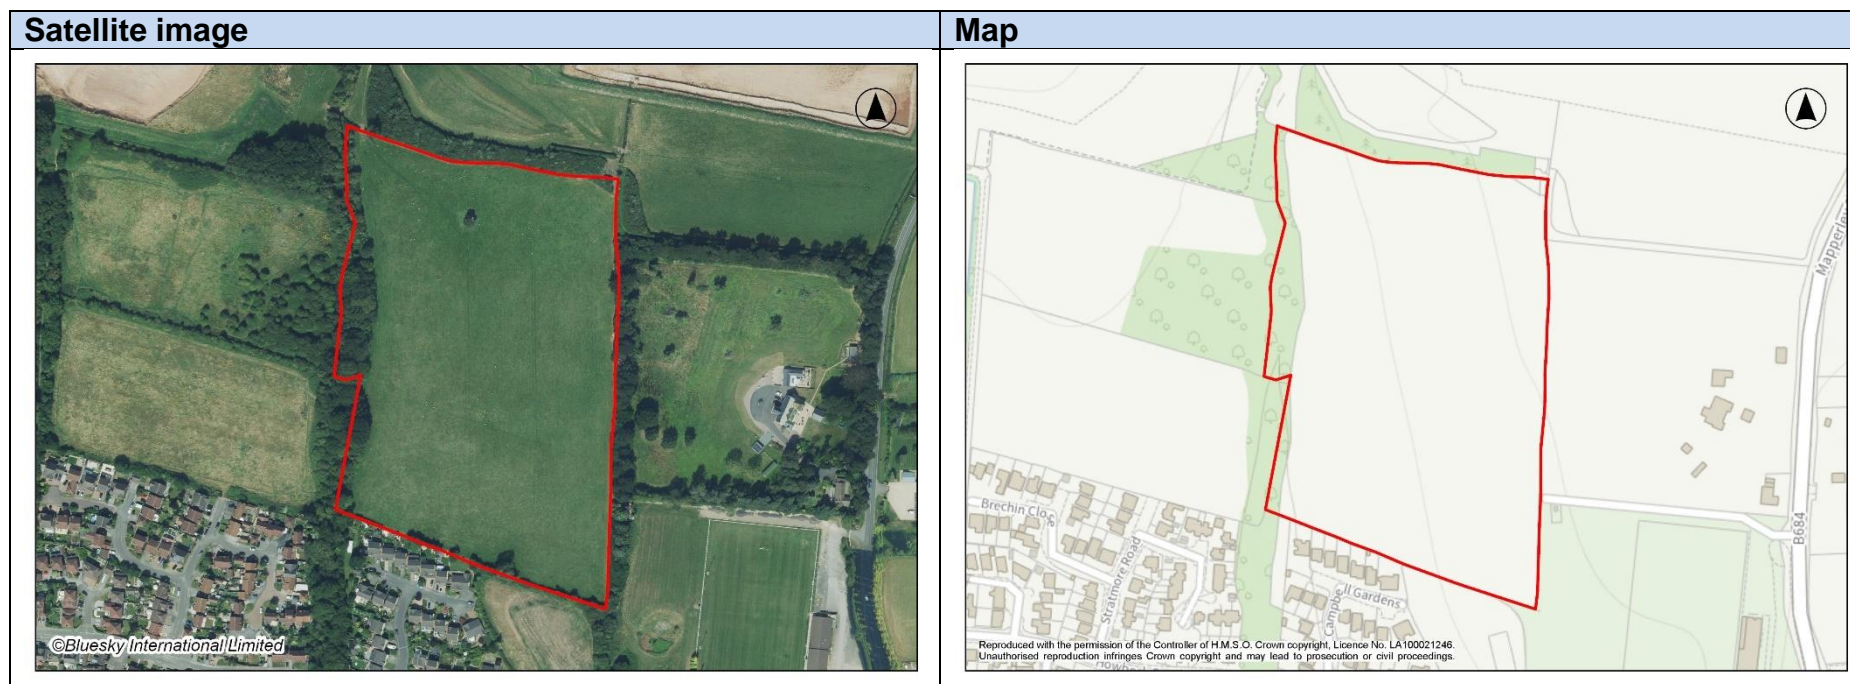 Satellite image
Map
©Bluesky International Limited
Mapperley
B684
Brechin Close
Strathmore Road
Campbell Gardens
Reproduced with the permission of the Controller of H.M.S.O. Crown copyright, Licence No. LA100021246.
Unauthorised reproduction infringes Crown copyright and may lead to prosecution or civil proceedings.